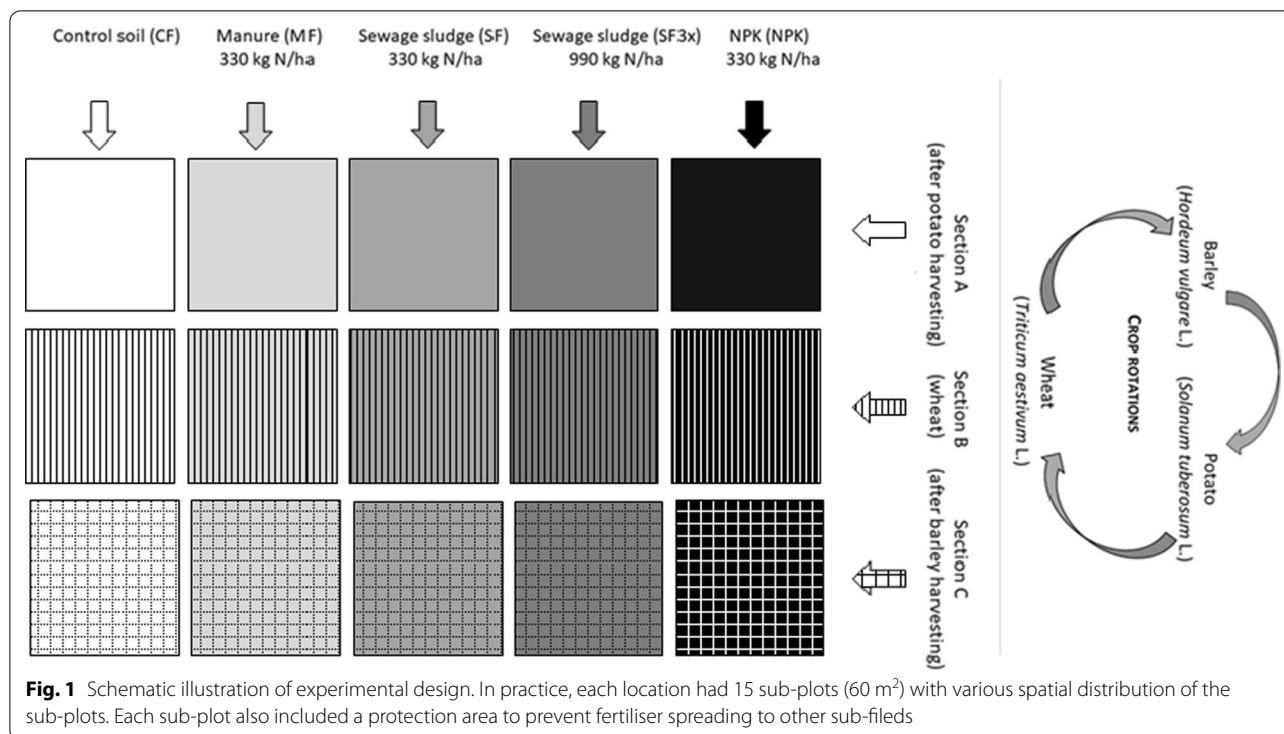 Control soil (CF)
Manure (MF)
330 kg N/ha
Sewage sludge (SF)
330 kg N/ha
Sewage sludge (SF3x)
990 kg N/ha
NPK (NPK)
330 kg N/ha
Section A
(after potato harvesting)
Section B
(wheat)
Section C
(after barley harvesting)
Barley
(Hordeum vulgare L.)
CROP ROTATIONS
Potato
(Solanum tuberosum L.)
Wheat
(Triticum aestivum L.)
Fig. 1 Schematic illustration of experimental design. In practice, each location had 15 sub-plots (60 m²) with various spatial distribution of the
sub-plots. Each sub-plot also included a protection area to prevent fertiliser spreading to other sub-fileds